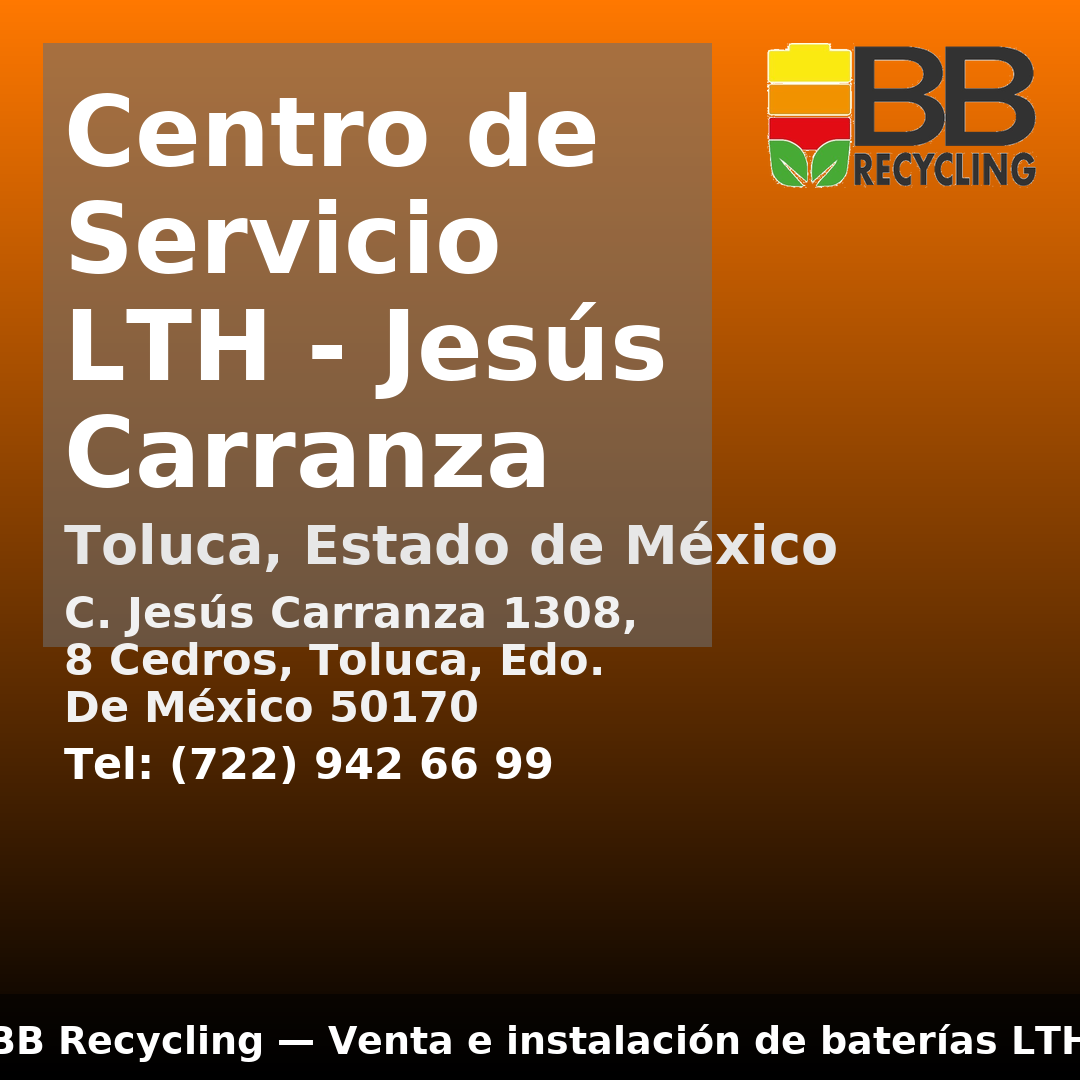 Centro de
Servicio
LTH - Jesús
Carranza
Toluca, Estado de México
C. Jesús Carranza 1308,
8 Cedros, Toluca, Edo.
De México 50170
Tel: (722) 942 66 99
BB
RECYCLING
BB Recycling — Venta e instalación de baterías LTH